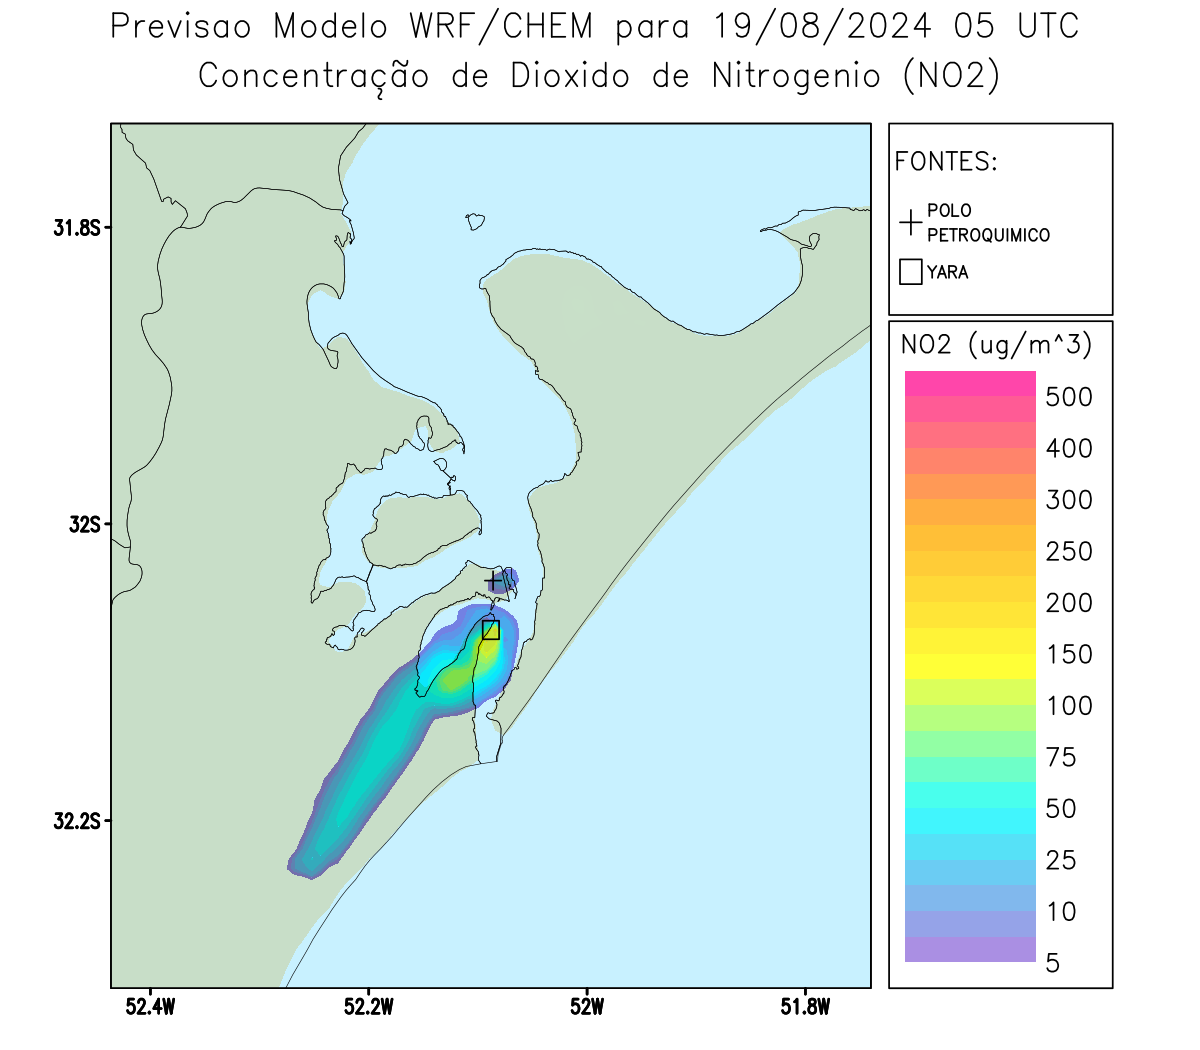 Previsao Modelo WRF/CHEM para 19/08/2024 05 UTC
Concentração de Dioxido de Nitrogenio (NO2)
FONTES:
POLO
PETROQUIMICO
YARA
NO2 (ug/m^3)
500
400
300
250
200
150
100
75
50
25
10
5
31.8S
32S
32.2S
52.4W
52.2W
52W
51.8W